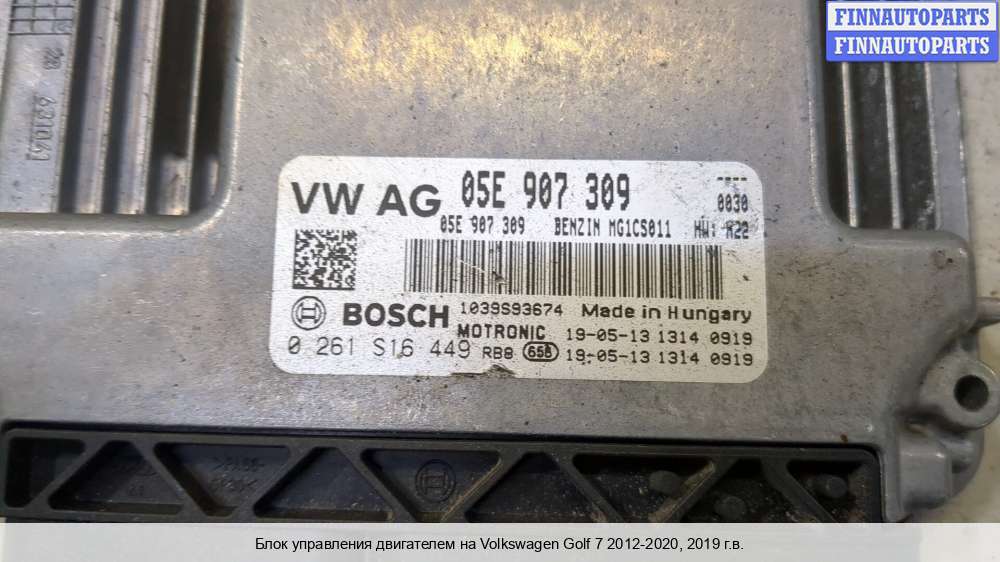 FINNAUTOPARTS
FINNAUTOPARTS
631061
VW AG 05E 907 309
----
0030
05E 907 309 BENZIN MG1CS011 HW: H22
BOSCH 1039S93674 Made in Hungary
MOTRONIC 19-05-13 1314 0919
0 261 S16 449 RB8 658 19-05-13 1314 0919
Блок управления двигателем на Volkswagen Golf 7 2012-2020, 2019 г.в.